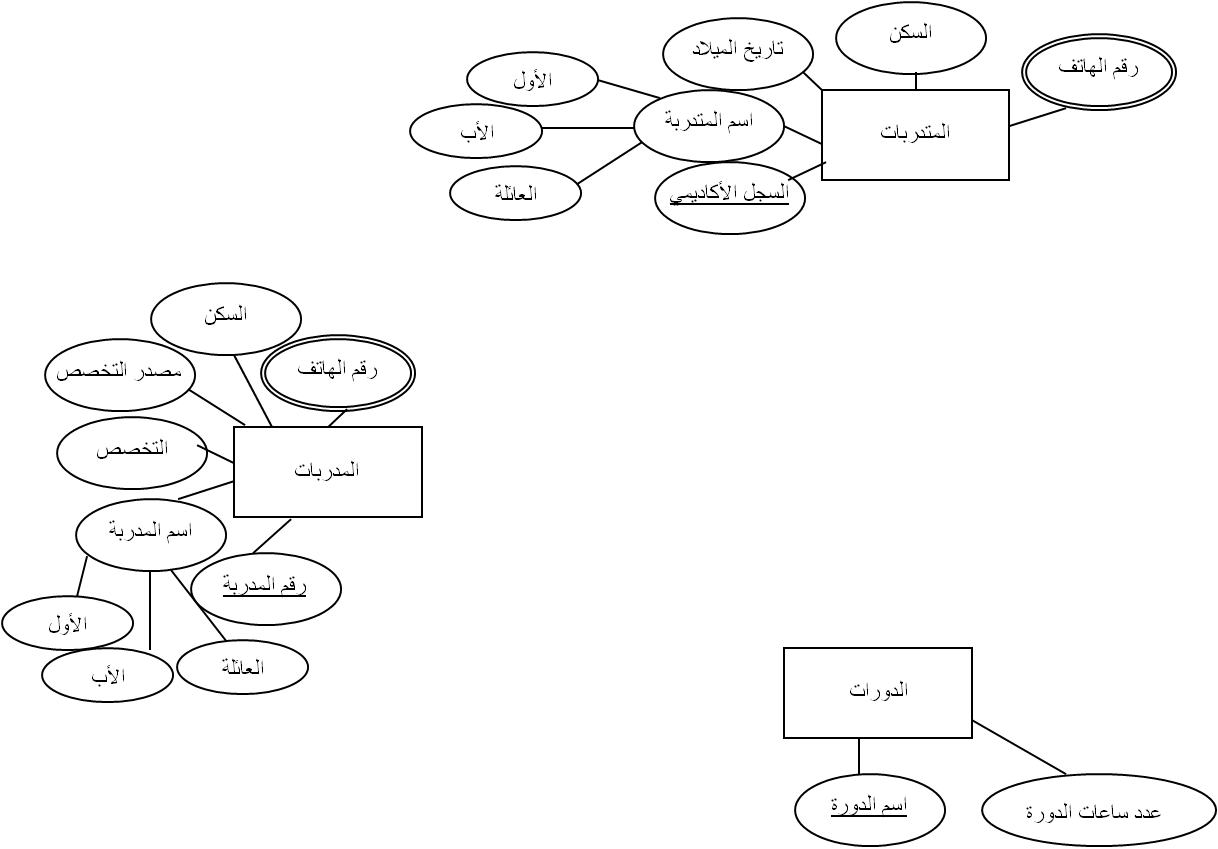 السكن
تاريخ الميلاد
رقم الهاتف
الأول
اسم المتدربة
المتدربات
الأب
العائلة
السجل الأكاديمي
السكن
رقم الهاتف
مصدر التخصص
التخصص
المدربات
اسم المدربة
رقم المدربة
الأول
الأب
العائلة
الدورات
اسم الدورة
عدد ساعات الدورة